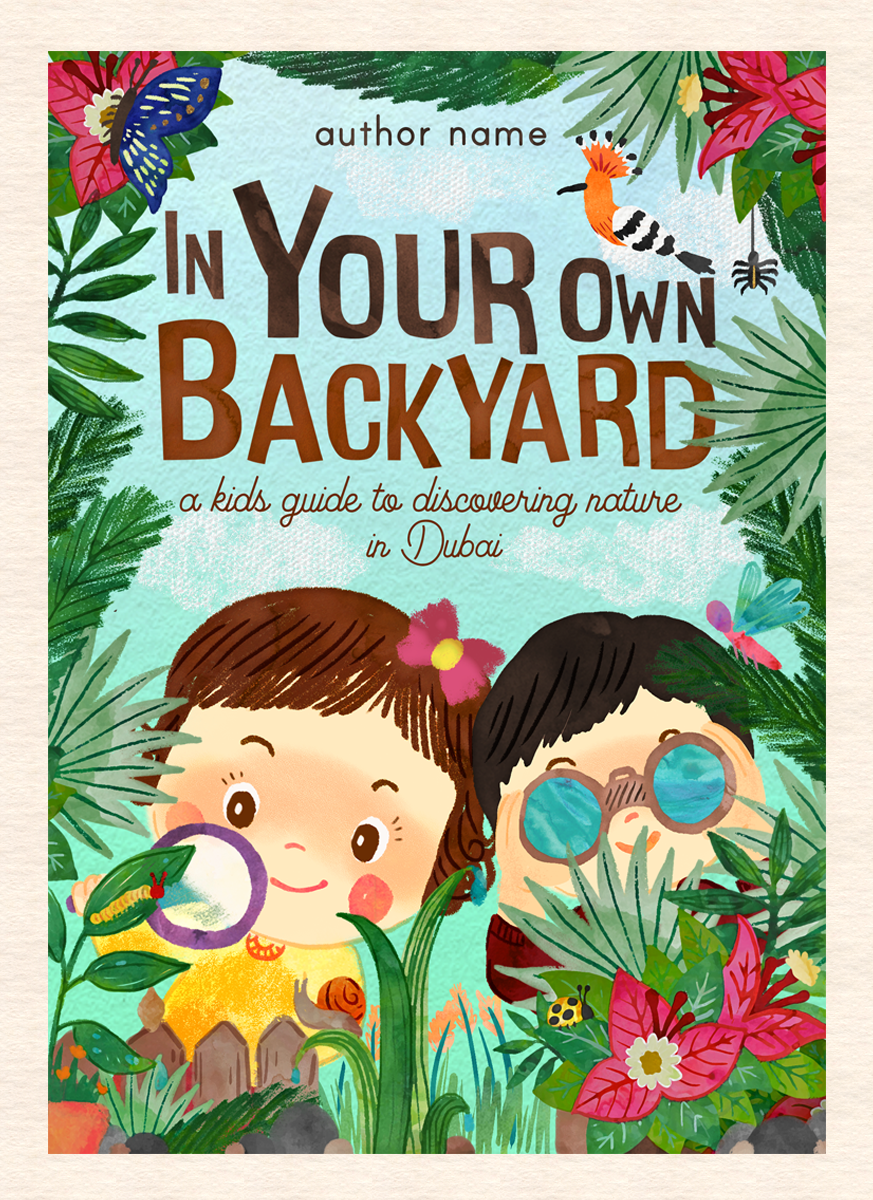 author name
IN YOUR OWN
BACKYARD
a kids guide to discovering nature
in Dubai